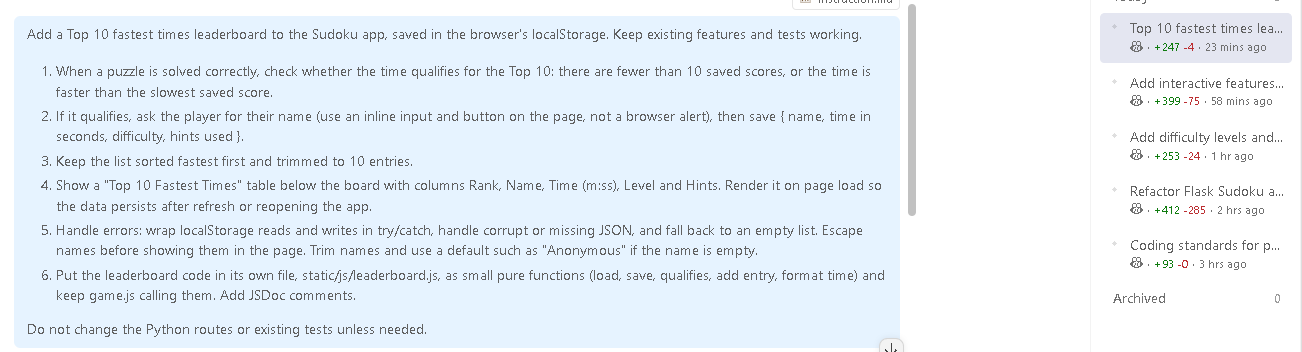 instruction.md
Add a Top 10 fastest times leaderboard to the Sudoku app, saved in the browser's localStorage. Keep existing features and tests working.
1. When a puzzle is solved correctly, check whether the time qualifies for the Top 10: there are fewer than 10 saved scores, or the time is
faster than the slowest saved score.
2. If it qualifies, ask the player for their name (use an inline input and button on the page, not a browser alert), then save { name, time in
seconds, difficulty, hints used }.
3. Keep the list sorted fastest first and trimmed to 10 entries.
4. Show a "Top 10 Fastest Times" table below the board with columns Rank, Name, Time (m:ss), Level and Hints. Render it on page load so
the data persists after refresh or reopening the app.
5. Handle errors: wrap localStorage reads and writes in try/catch, handle corrupt or missing JSON, and fall back to an empty list. Escape
names before showing them in the page. Trim names and use a default such as "Anonymous" if the name is empty.
6. Put the leaderboard code in its own file, static/js/leaderboard.js, as small pure functions (load, save, qualifies, add entry, format time) and
keep game.js calling them. Add JSDoc comments.
Do not change the Python routes or existing tests unless needed.
Top 10 fastest times lea...
· +247 -4 · 23 mins ago
Add interactive features...
· +399 -75 · 58 mins ago
Add difficulty levels and...
· +253 -24 · 1 hr ago
Refactor Flask Sudoku a...
· +412 -285 · 2 hrs ago
Coding standards for p...
· +93 -0 · 3 hrs ago
Archived 0